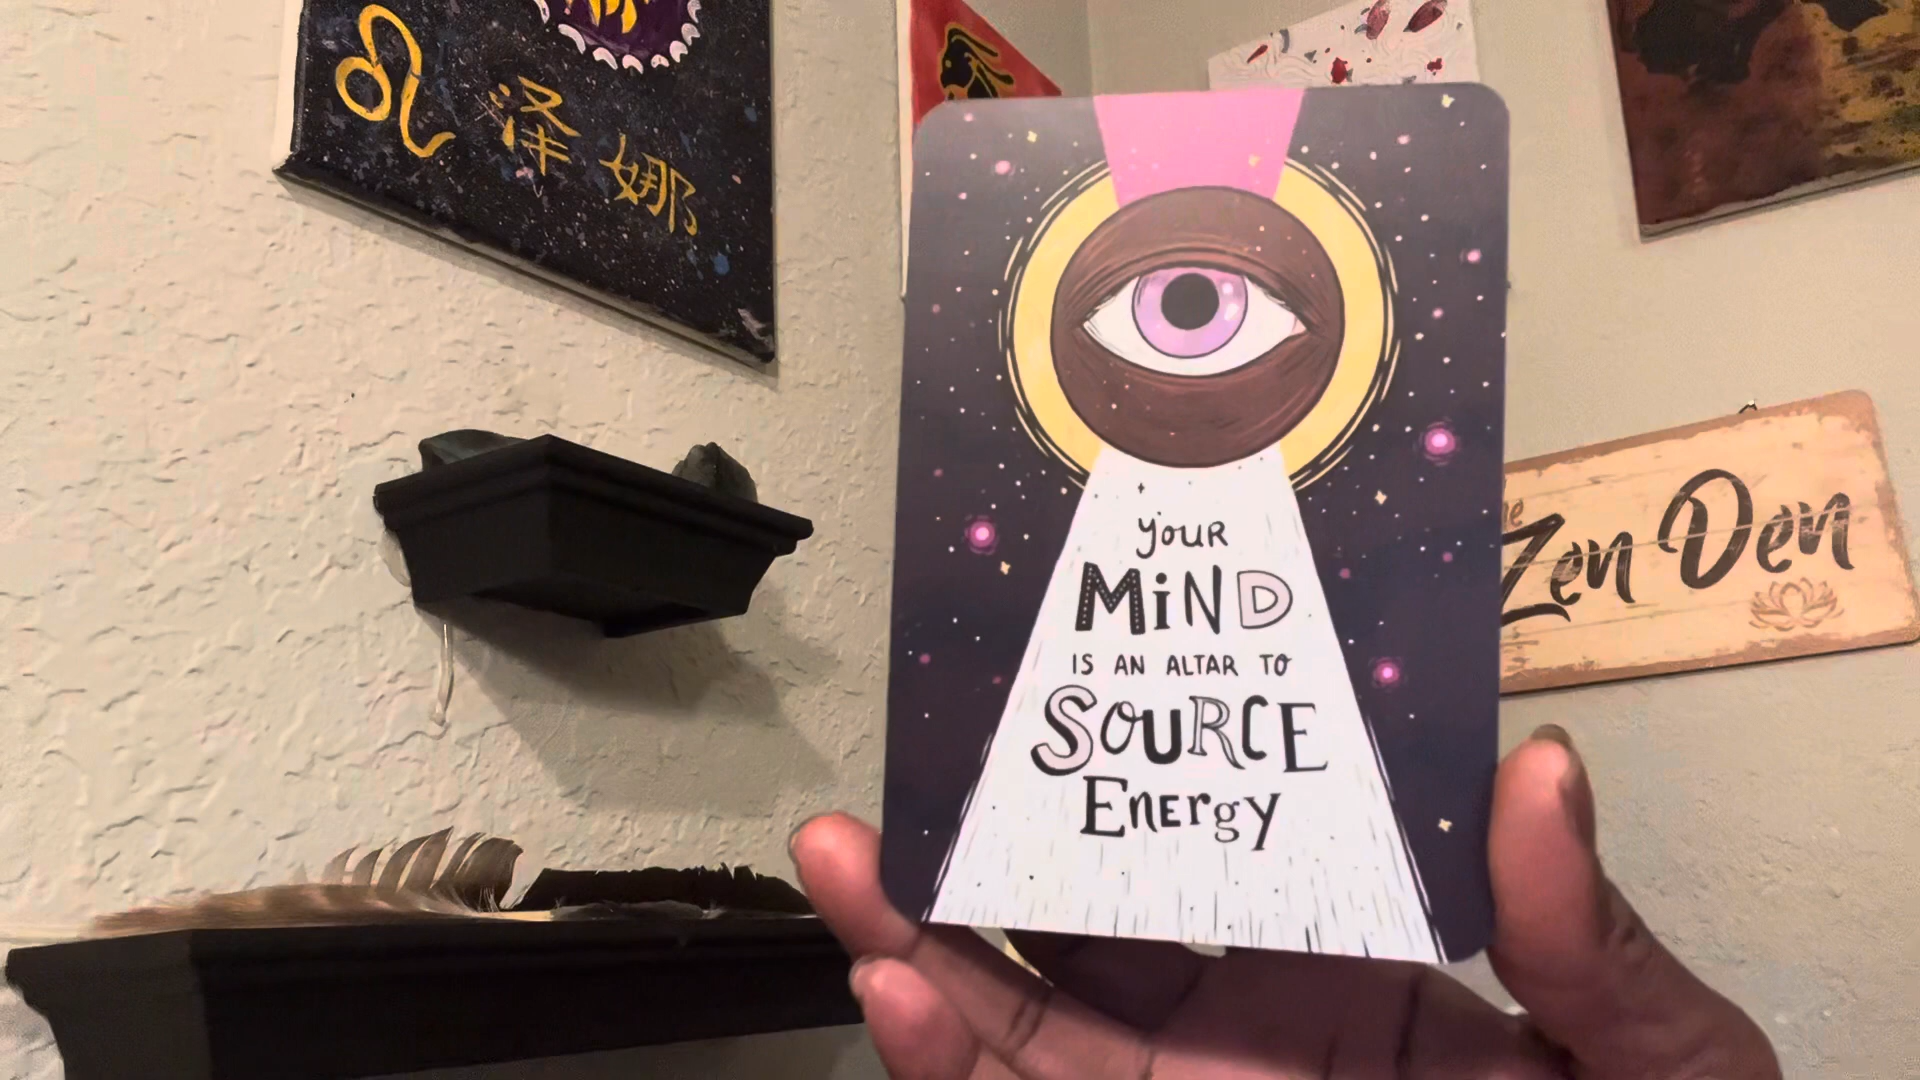 泽
娜
your
MiND
IS AN ALTAR TO
SOURCE
ENErgy
Zen Den